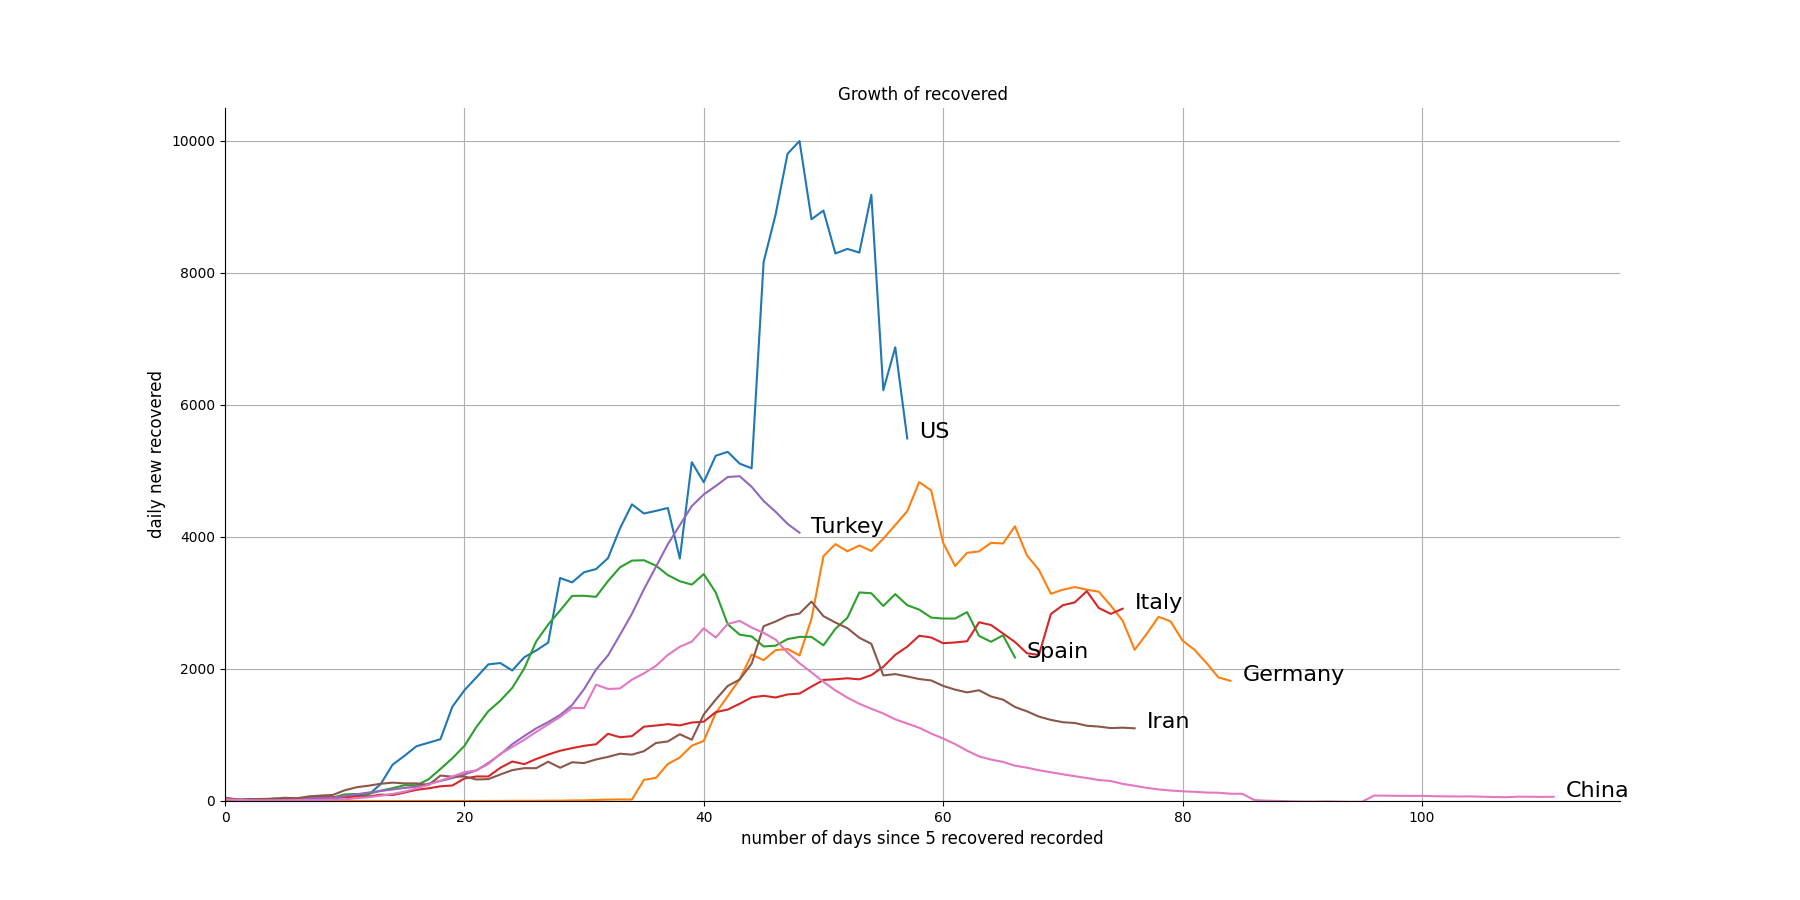 Growth of recovered
10000
8000
6000
4000
2000
0
daily new recovered
US
Turkey
Italy
Spain
Germany
Iran
China
0 20 40 60 80 100
number of days since 5 recovered recorded